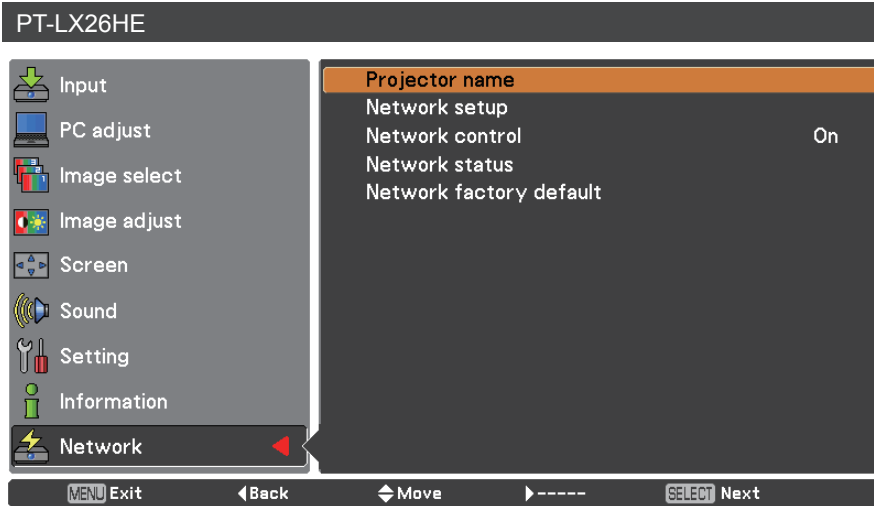 PT-LX26HE
Input
PC adjust
Image select
Image adjust
Screen
Sound
Setting
Information
Network
Projector name
Network setup
Network control On
Network status
Network factory default
MENU Exit ◀Back ◆Move ▶----- SELECT Next